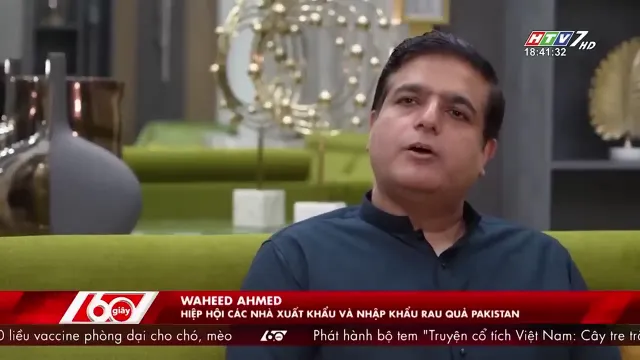 HTV7 HD
18:41:32
WAHEED AHMED
HIỆP HỘI CÁC NHÀ XUẤT KHẨU VÀ NHẬP KHẨU RAU QUẢ PAKISTAN
60 giây
0 liều vaccine phòng dại cho chó, mèo
Phát hành bộ tem "Truyện cổ tích Việt Nam: Cây tre tr